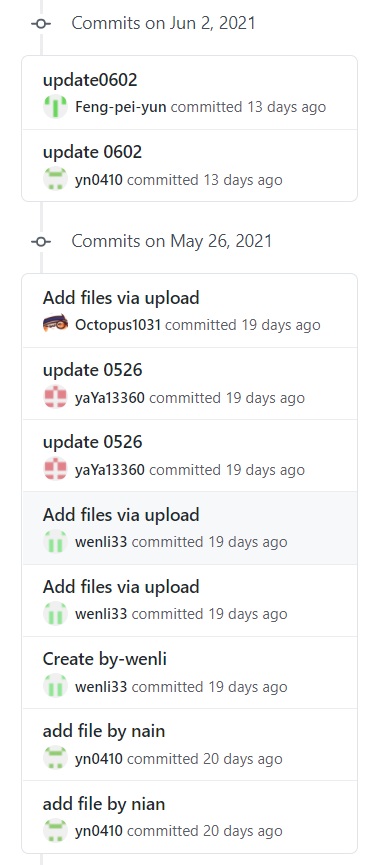 Commits on Jun 2, 2021
update0602
Feng-pei-yun committed 13 days ago
update 0602
yn0410 committed 13 days ago
Commits on May 26, 2021
Add files via upload
Octopus1031 committed 19 days ago
update 0526
yaYa13360 committed 19 days ago
update 0526
yaYa13360 committed 19 days ago
Add files via upload
wenli33 committed 19 days ago
Add files via upload
wenli33 committed 19 days ago
Create by-wenli
wenli33 committed 19 days ago
add file by nain
yn0410 committed 20 days ago
add file by nian
yn0410 committed 20 days ago